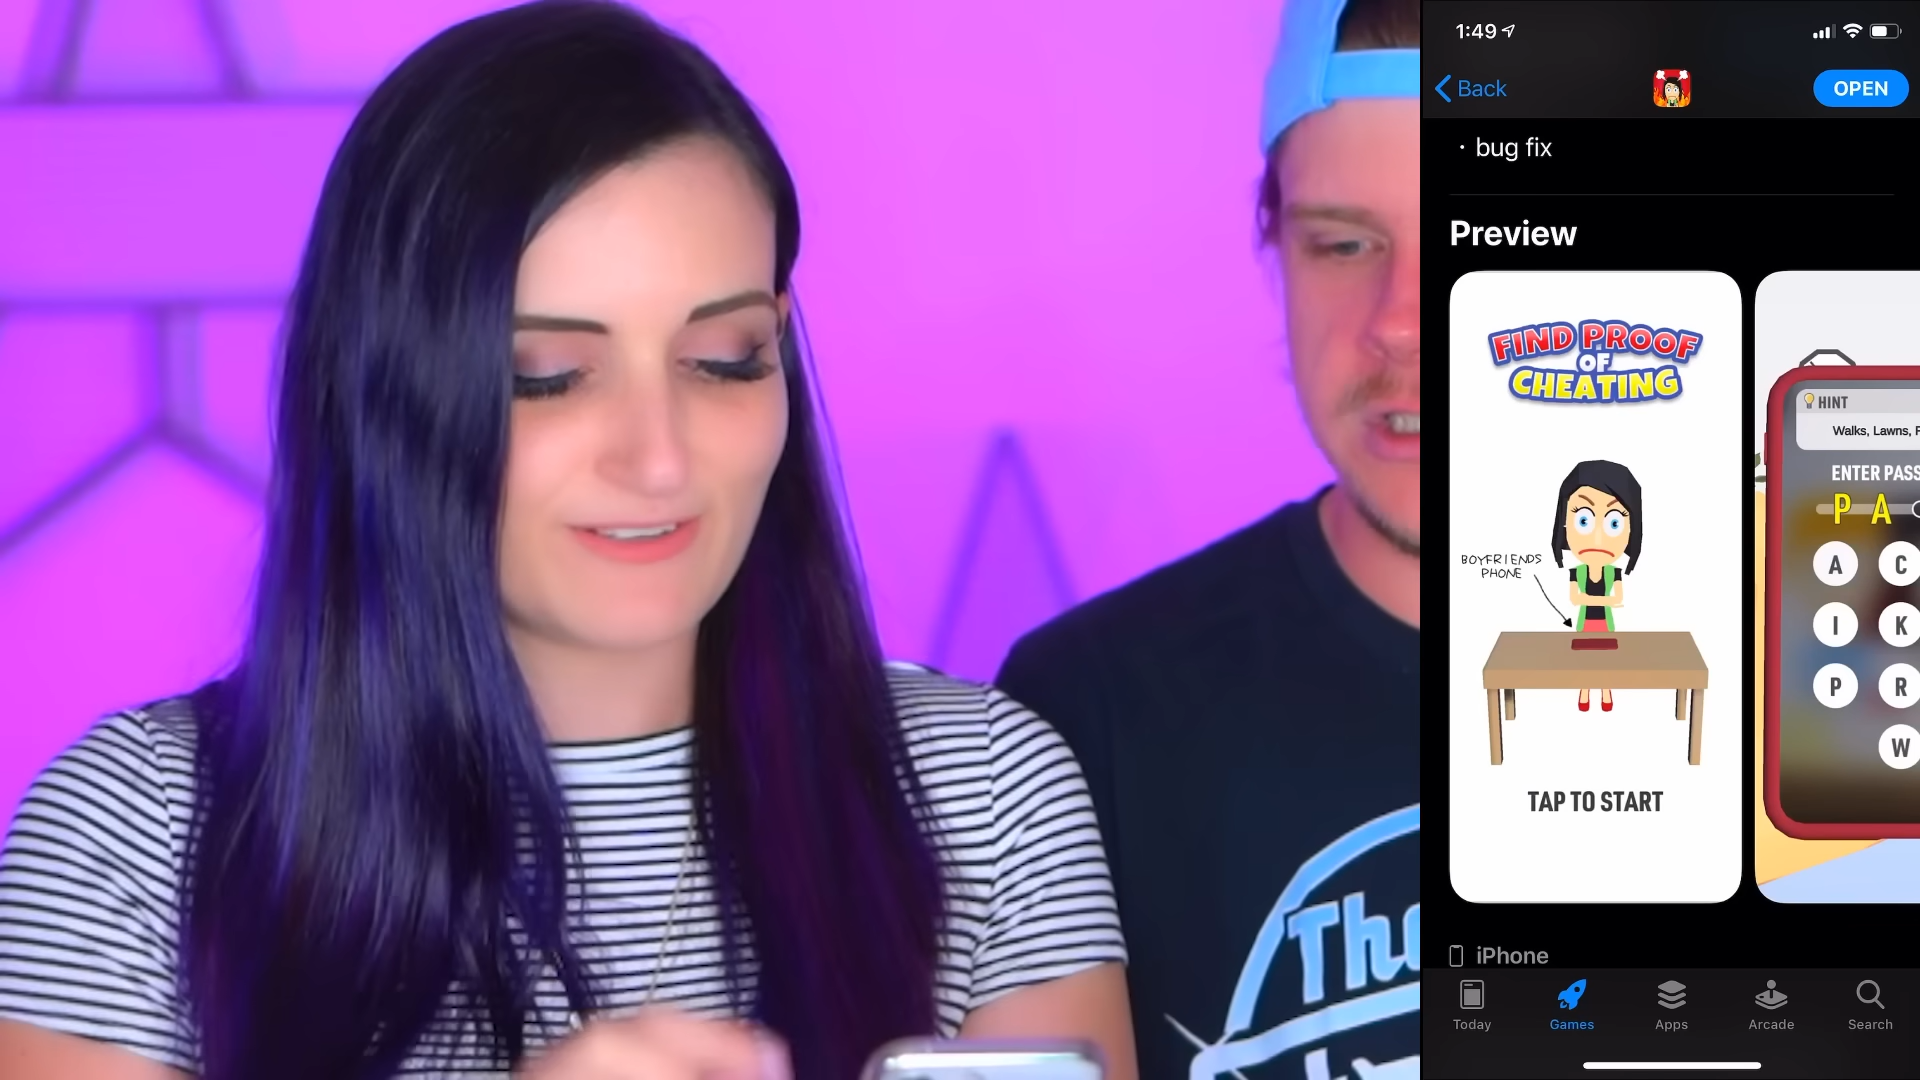 1:49
Back
OPEN
· bug fix
Preview
FIND PROOF
OF
CHEATING
BOYFRIENDS
PHONE
TAP TO START
HINT
Walks, Lawns,
ENTER PASS
P A
A C
I K
P R
W
iPhone
Today
Games
Apps
Arcade
Search
The